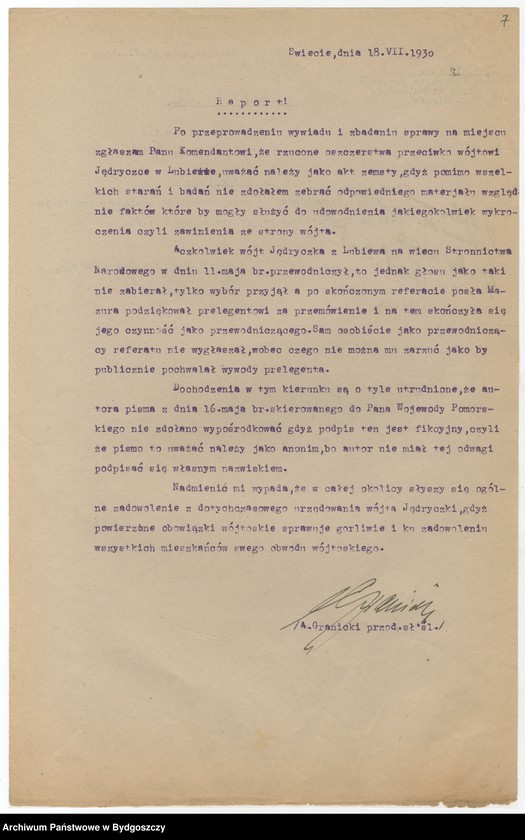 7
Swiecie,dnia 18.VII.1930
R a p o r t!
Po przeprowadzeniu wywiadu i zbadaniu sprawy na miejscu
zgłaszam Panu Komendantowi,że rzucone oszczerstwa przeciwko wójtowi
Jędryczce w Lubiewie,uważać należy jako akt zemsty,gdyż pomimo wszel-
kich starań i badań nie zdołałem zebrać odpowiedniego materjału względ
nie faktów które by mogły służyć do udowodnienia jakiegokolwiek wykro-
czenia czyli zawinienia ze strony wójta.
Aczkolwiek wójt Jędryczka z Lubiewa na wiecu Stronnictwa
Narodowego w dniu 11.maja br.przewodniczył,to jednak głosu jako taki
nie zabierał,tylko wybór przyjął a po skończonym referacie posła Ma-
zura podziękował prelegentowi za przemówienie i na tem skończyła się
jego czynność jako przewodniczącego.Sam osobiście jako przewodniczą-
cy referatu nie wygłaszał,wobec czego nie można mu zarzuć jako by
publicznie pochwalał wywody prelegenta.
Dochodzenia w tym kierunku są o tyle utrudnione,że au-
tora pisma z dnia 16.maja br.skierowanego do Pana Wojewody Pomors-
kiego nie zdołano wypośrodkować gdyż podpis ten jest fikcyjny,czyli
że pismo to uważać należy jako anonim,bo autor nie miał tej odwagi
podpisać się własnym nazwiskiem.
Nadmienić mi wypada,że w całej okolicy słyszy się ogól-
ne zadowolenie z dotychczasowego urzędowania wójta Jędryczki,gdyż
powierzone obowiązki wójtoskie sprawuje gorliwie i ku zadowoleniu
wszystkich mieszkańców swego obwodu wójtoskiego.
/A.Granicki przod.sł śl./
Archiwum Państwowe w Bydgoszczy